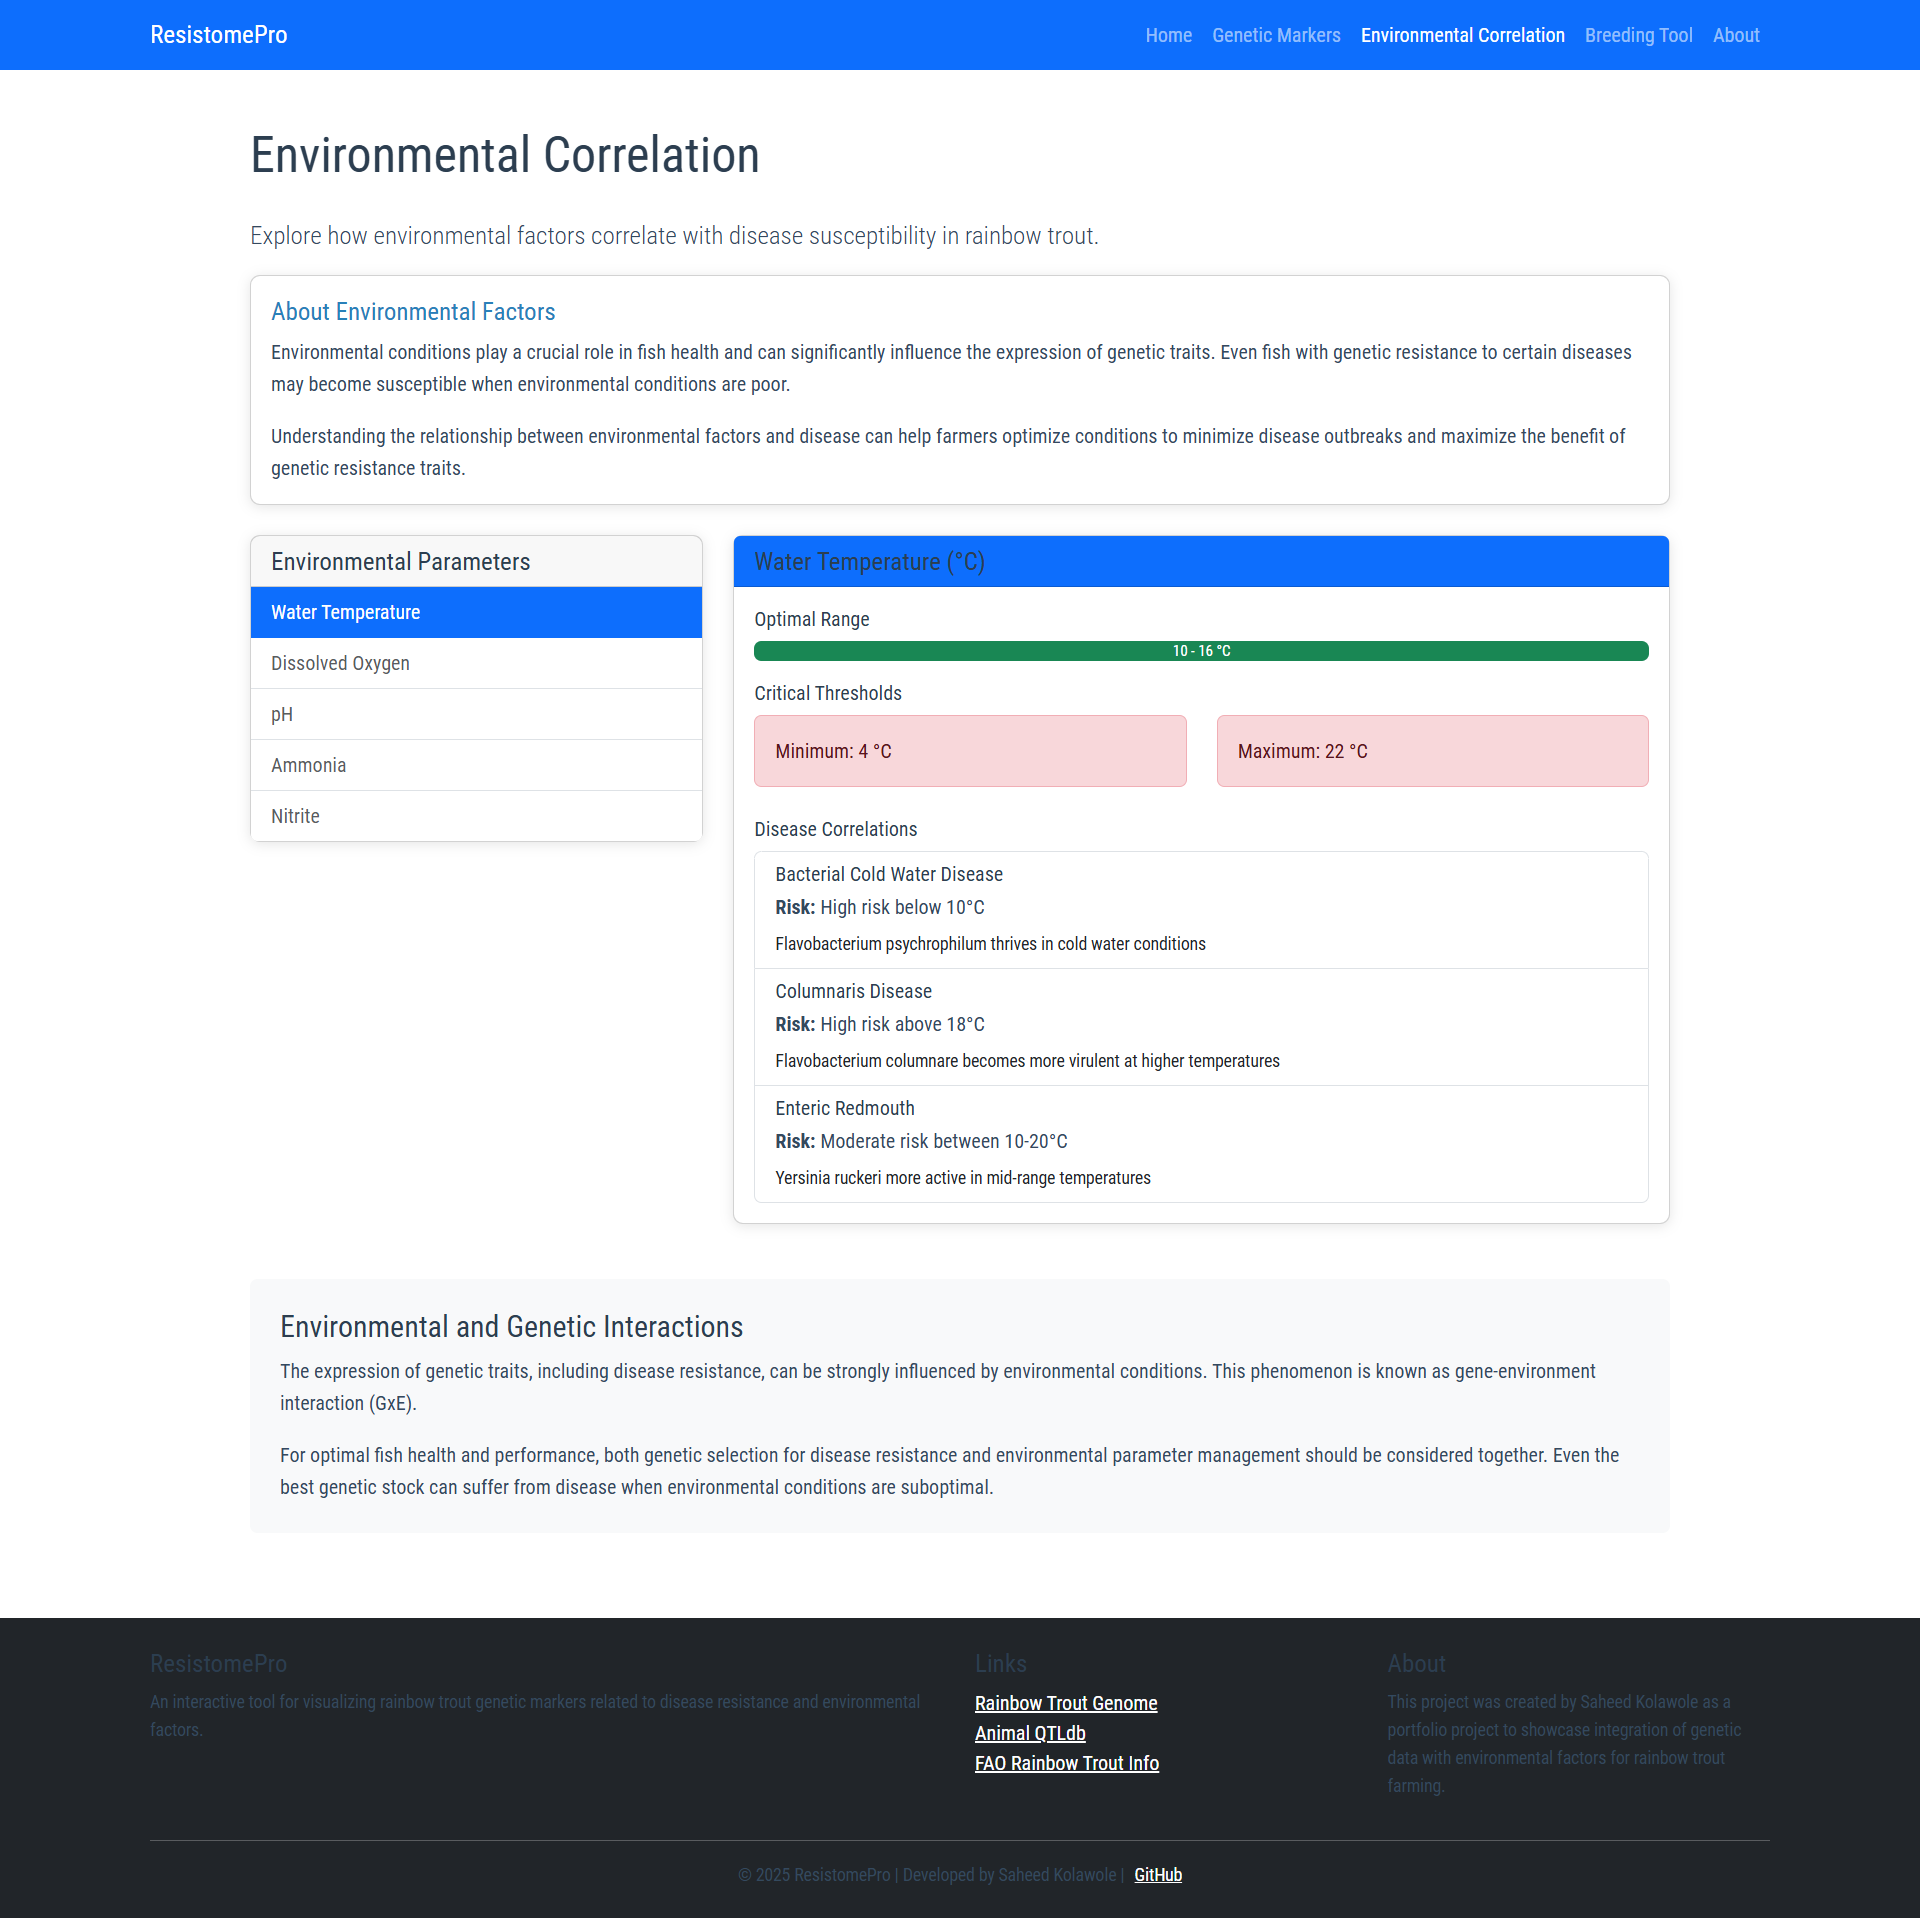 ResistomePro
Home Genetic Markers Environmental Correlation Breeding Tool About
Environmental Correlation
Explore how environmental factors correlate with disease susceptibility in rainbow trout.
About Environmental Factors
Environmental conditions play a crucial role in fish health and can significantly influence the expression of genetic traits. Even fish with genetic resistance to certain diseases
may become susceptible when environmental conditions are poor.
Understanding the relationship between environmental factors and disease can help farmers optimize conditions to minimize disease outbreaks and maximize the benefit of
genetic resistance traits.
Environmental Parameters
Water Temperature
Dissolved Oxygen
pH
Ammonia
Nitrite
Water Temperature (°C)
Optimal Range
10 - 16 °C
Critical Thresholds
Minimum: 4 °C
Maximum: 22 °C
Disease Correlations
Bacterial Cold Water Disease
Risk: High risk below 10°C
Flavobacterium psychrophilum thrives in cold water conditions
Columnaris Disease
Risk: High risk above 18°C
Flavobacterium columnare becomes more virulent at higher temperatures
Enteric Redmouth
Risk: Moderate risk between 10-20°C
Yersinia ruckeri more active in mid-range temperatures
Environmental and Genetic Interactions
The expression of genetic traits, including disease resistance, can be strongly influenced by environmental conditions. This phenomenon is known as gene-environment
interaction (GxE).
For optimal fish health and performance, both genetic selection for disease resistance and environmental parameter management should be considered together. Even the
best genetic stock can suffer from disease when environmental conditions are suboptimal.
ResistomePro
An interactive tool for visualizing rainbow trout genetic markers related to disease resistance and environmental
factors.
Links
Rainbow Trout Genome
Animal QTLdb
FAO Rainbow Trout Info
About
This project was created by Saheed Kolawole as a
portfolio project to showcase integration of genetic
data with environmental factors for rainbow trout
farming.
© 2025 ResistomePro | Developed by Saheed Kolawole | GitHub